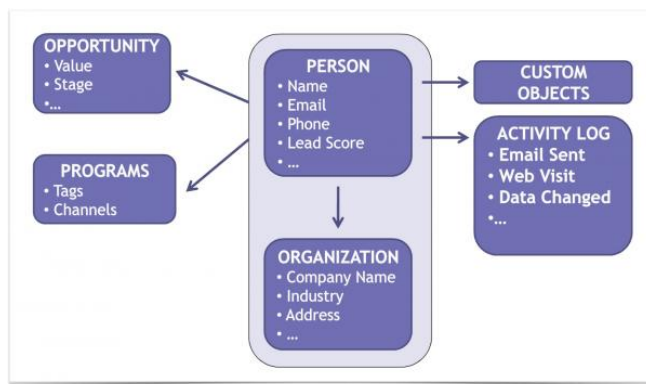 OPPORTUNITY
• Value
• Stage
•...
PROGRAMS
• Tags
• Channels
PERSON
• Name
• Email
• Phone
• Lead Score
• ...
ORGANIZATION
• Company Name
• Industry
• Address
• ...
CUSTOM
OBJECTS
ACTIVITY LOG
• Email Sent
• Web Visit
• Data Changed
•...